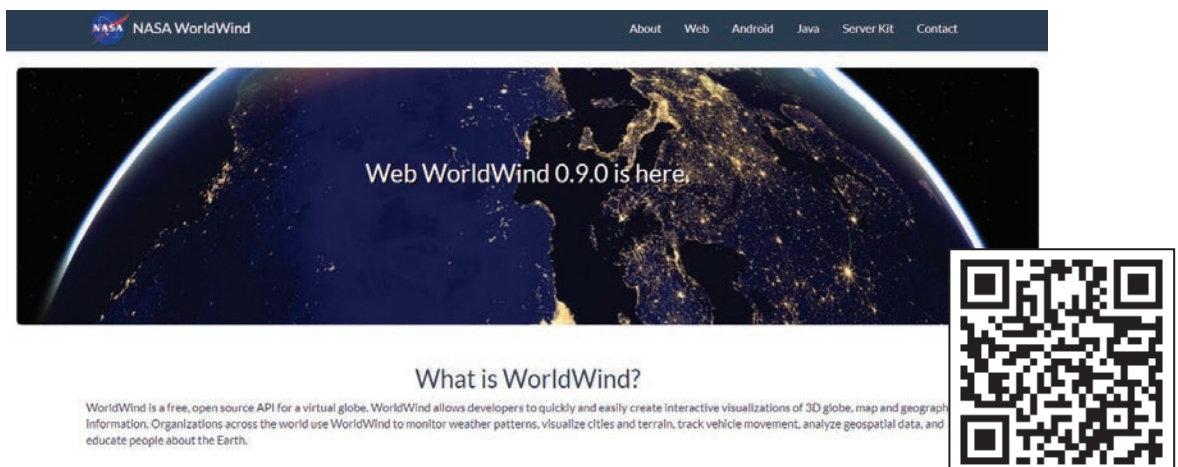 NASA NASA WorldWind About Web Android Java Server Kit Contact
Web WorldWind 0.9.0 is here.
What is WorldWind?
WorldWind is a free, open source API for a virtual globe. WorldWind allows developers to quickly and easily create interactive visualizations of 3D globe, map and geograph
Information. Organizations across the world use WorldWind to monitor weather patterns, visualize cities and terrain, track vehicle movement, analyze geospatial data, and
educate people about the Earth.